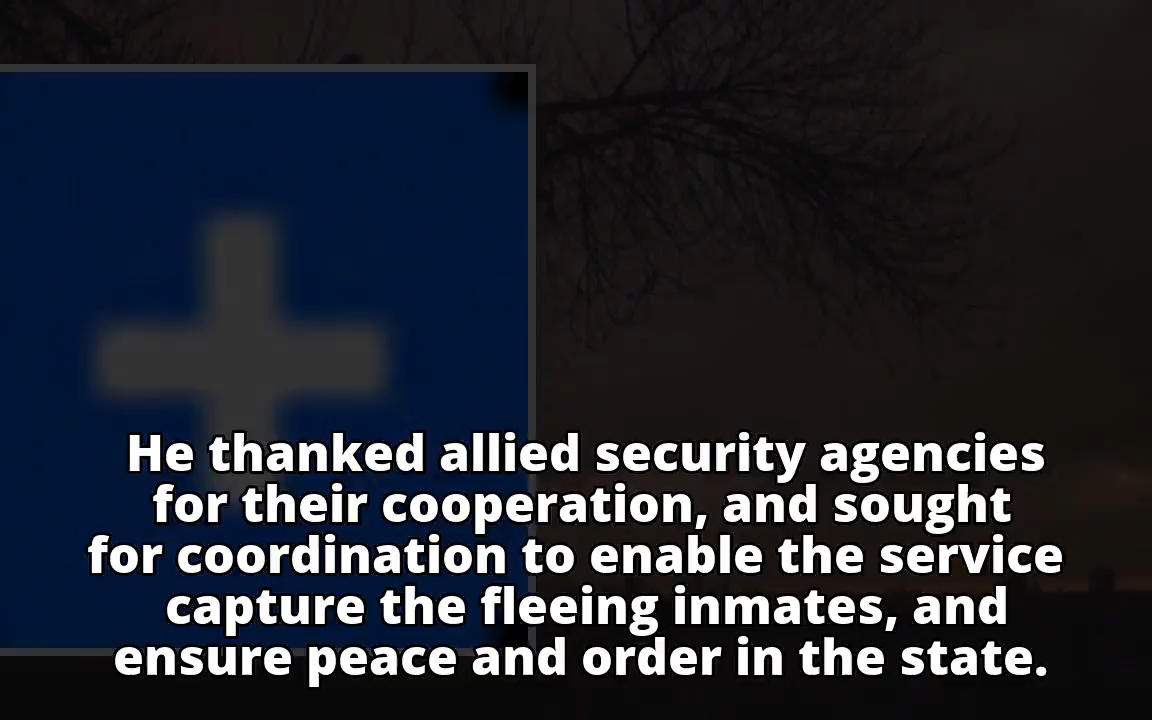 He thanked allied security agencies
for their cooperation, and sought
for coordination to enable the service
capture the fleeing inmates, and
ensure peace and order in the state.